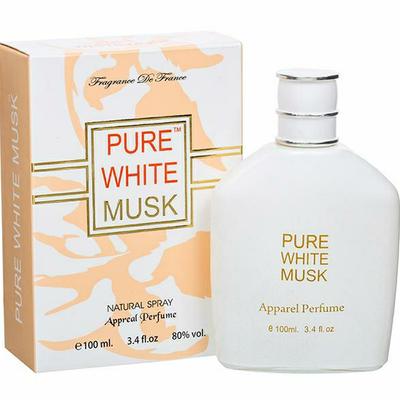 Fragrance De France
PURE™
WHITE
MUSK
NATURAL SPRAY
Appreal Perfume
e 100 ml. 3.4 fl.oz 80% vol.
PURE WHITE MUSK
PURE
WHITE
MUSK
Apparel Perfume
e 100ml. 3.4 fl.oz